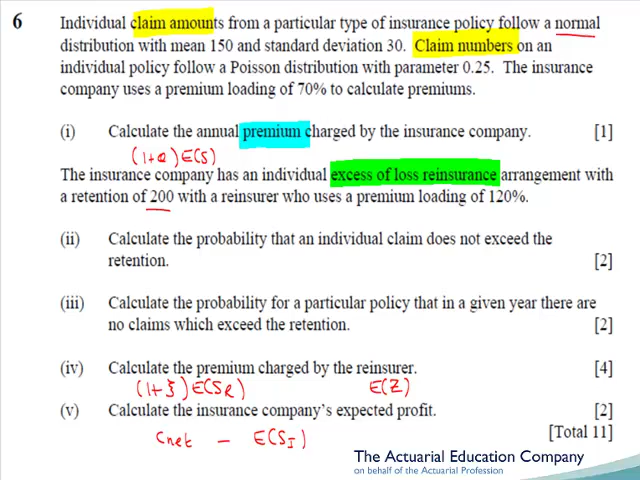 6 Individual claim amounts from a particular type of insurance policy follow a normal
distribution with mean 150 and standard deviation 30. Claim numbers on an
individual policy follow a Poisson distribution with parameter 0.25. The insurance
company uses a premium loading of 70% to calculate premiums.
(i) Calculate the annual premium charged by the insurance company. [1]
(1+θ) E(S)
The insurance company has an individual excess of loss reinsurance arrangement with
a retention of 200 with a reinsurer who uses a premium loading of 120%.
(ii) Calculate the probability that an individual claim does not exceed the
retention. [2]
(iii) Calculate the probability for a particular policy that in a given year there are
no claims which exceed the retention. [2]
(iv) Calculate the premium charged by the reinsurer. [4]
(1+ξ) E(S_R) E(Z)
(v) Calculate the insurance company's expected profit. [2]
Cnet - E(S_I) [Total 11]
The Actuarial Education Company
on behalf of the Actuarial Profession